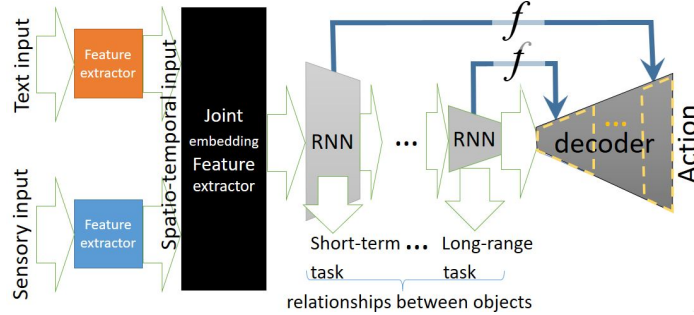 Text input
Feature
extractor
Sensory input
Feature
extractor
Spatio-temporal input
Joint
embedding
Feature
extractor
RNN
...
RNN
f
f
...
decoder
Action
Short-term ... Long-range
task task
relationships between objects